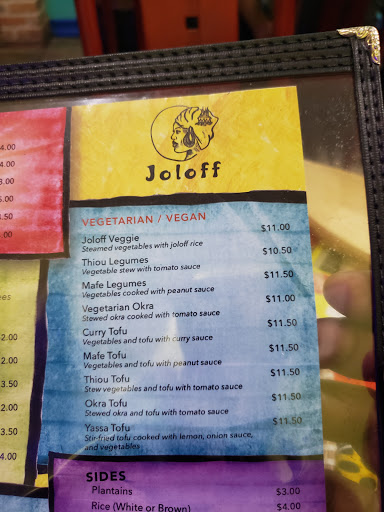 Joloff
VEGETARIAN / VEGAN
Joloff Veggie $11.00
Steamed vegetables with joloff rice
Thiou Legumes $10.50
Vegetable stew with tomato sauce
Mafe Legumes $11.50
Vegetables cooked with peanut sauce
Vegetarian Okra $11.00
Stewed okra cooked with tomato sauce
Curry Tofu $11.50
Vegetables and tofu with curry sauce
Mafe Tofu $11.50
Vegetables and tofu with peanut sauce
Thiou Tofu $11.50
Stew vegetables and tofu with tomato sauce
Okra Tofu $11.50
Stewed okra and tofu with tomato sauce
Yassa Tofu $11.50
Stir-fried tofu cooked with lemon, onion sauce,
and vegetables
SIDES
Plantains $3.00
Rice (White or Brown) $4.00